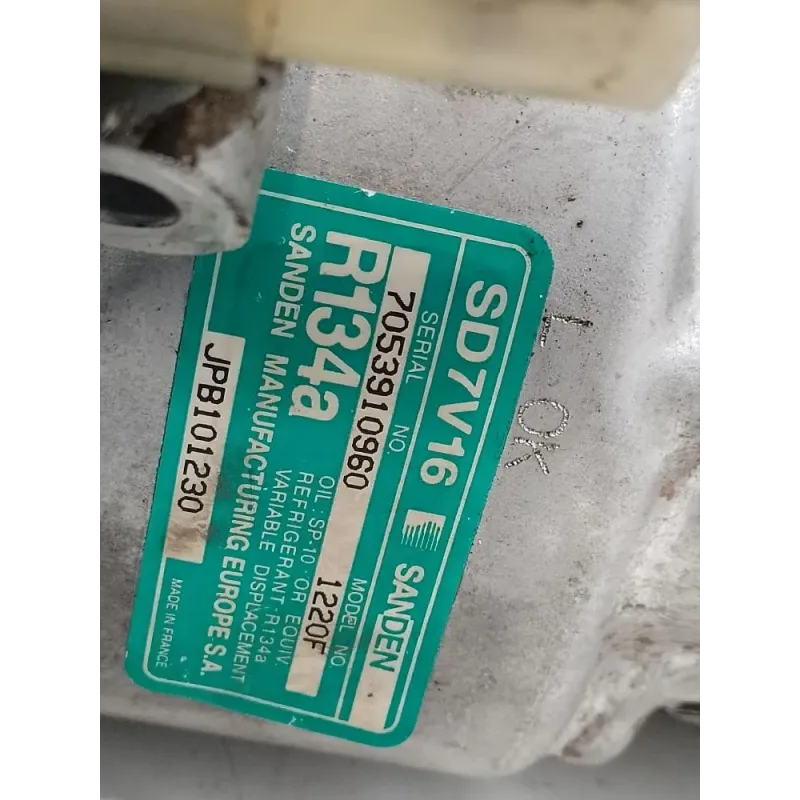 L OK
SD7V16 SANDEN
SERIAL NO. MODEL NO.
7053910960 1220F
R134a
OIL : SP-10 OR EQUIV
REFRIGERANT : R134a
VARIABLE DISPLACEMENT
SANDEN MANUFACTURING EUROPE S.A.
JPB101230
MADE IN FRANCE